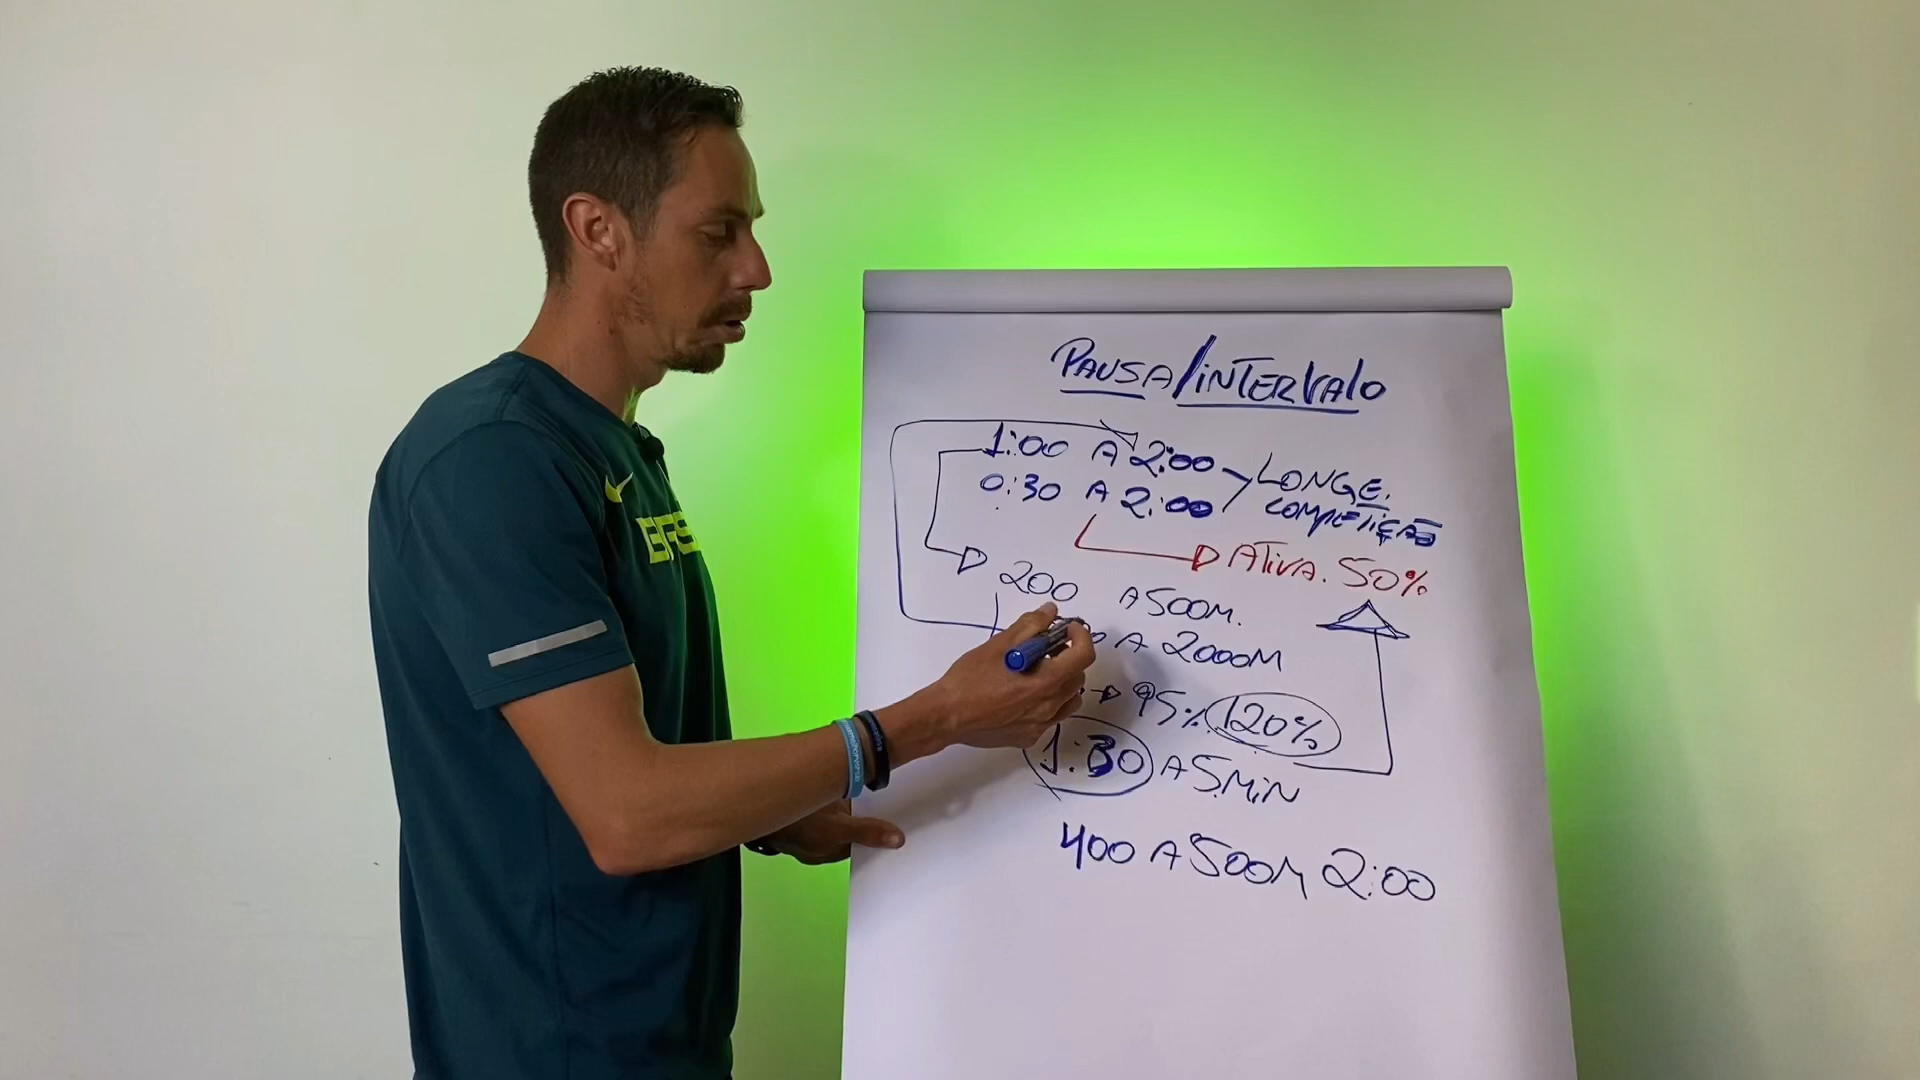 PAUSA/INTERVALO
1:00 A 2:00
0:30 A 2:00
LONGE.
COMPETIÇÃO
ATIVA. 50%
200 A 500M.
A 2000M
95% 120%
1:30 A 5MIN
400 A 500M 2:00